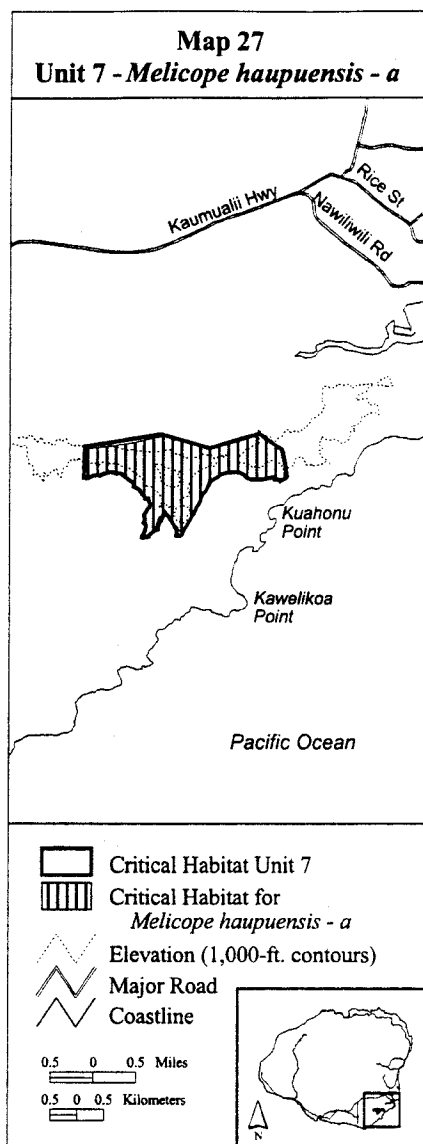 Map 27
Unit 7 - Melicope haupuensis - a
Rice St
Kaumualii Hwy
Nawiliwili Rd
Kuahonu
Point
Kawelikoa
Point
Pacific Ocean
Critical Habitat Unit 7
Critical Habitat for
Melicope haupuensis - a
Elevation (1,000-ft. contours)
Major Road
Coastline
0.5 0 0.5 Miles
0.5 0 0.5 Kilometers
N